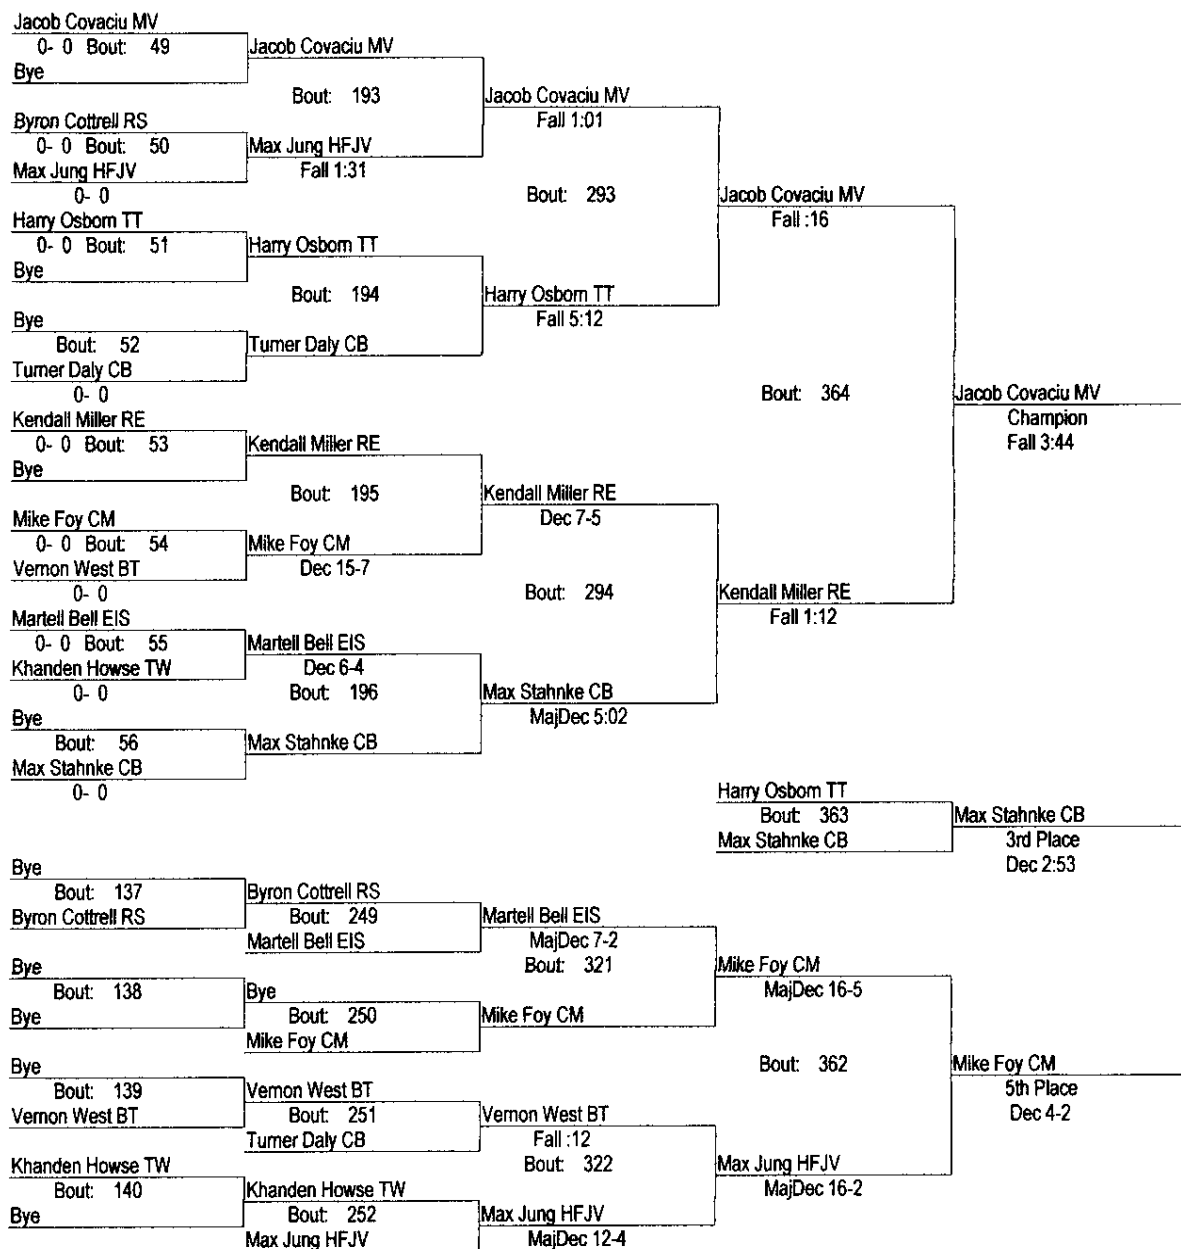 Jacob Covaciu MV
0- 0 Bout: 49
Bye
Jacob Covaciu MV
Bout: 193
Byron Cottrell RS
0- 0 Bout: 50
Max Jung HFJV
0- 0
Max Jung HFJV
Fall 1:31
Jacob Covaciu MV
Fall 1:01
Bout: 293
Harry Osborn TT
0- 0 Bout: 51
Bye
Harry Osborn TT
Bout: 194
Bye
Bout: 52
Turner Daly CB
0- 0
Turner Daly CB
Harry Osborn TT
Fall 5:12
Jacob Covaciu MV
Fall :16
Bout: 364
Kendall Miller RE
0- 0 Bout: 53
Bye
Kendall Miller RE
Bout: 195
Mike Foy CM
0- 0 Bout: 54
Vernon West BT
0- 0
Mike Foy CM
Dec 15-7
Kendall Miller RE
Dec 7-5
Bout: 294
Martell Bell EIS
0- 0 Bout: 55
Khanden Howse TW
0- 0
Martell Bell EIS
Dec 6-4
Bout: 196
Bye
Bout: 56
Max Stahnke CB
0- 0
Max Stahnke CB
Max Stahnke CB
MajDec 5:02
Kendall Miller RE
Fall 1:12
Jacob Covaciu MV
Champion
Fall 3:44
Harry Osborn TT
Bout: 363
Max Stahnke CB
Max Stahnke CB
3rd Place
Dec 2:53
Bye
Bout: 137
Byron Cottrell RS
Byron Cottrell RS
Bout: 249
Martell Bell EIS
Martell Bell EIS
MajDec 7-2
Bout: 321
Bye
Bout: 138
Bye
Bye
Bout: 250
Mike Foy CM
Mike Foy CM
Mike Foy CM
MajDec 16-5
Bout: 362
Bye
Bout: 139
Vernon West BT
Vernon West BT
Bout: 251
Turner Daly CB
Vernon West BT
Fall :12
Bout: 322
Khanden Howse TW
Bout: 140
Bye
Khanden Howse TW
Bout: 252
Max Jung HFJV
Max Jung HFJV
MajDec 12-4
Max Jung HFJV
MajDec 16-2
Mike Foy CM
5th Place
Dec 4-2